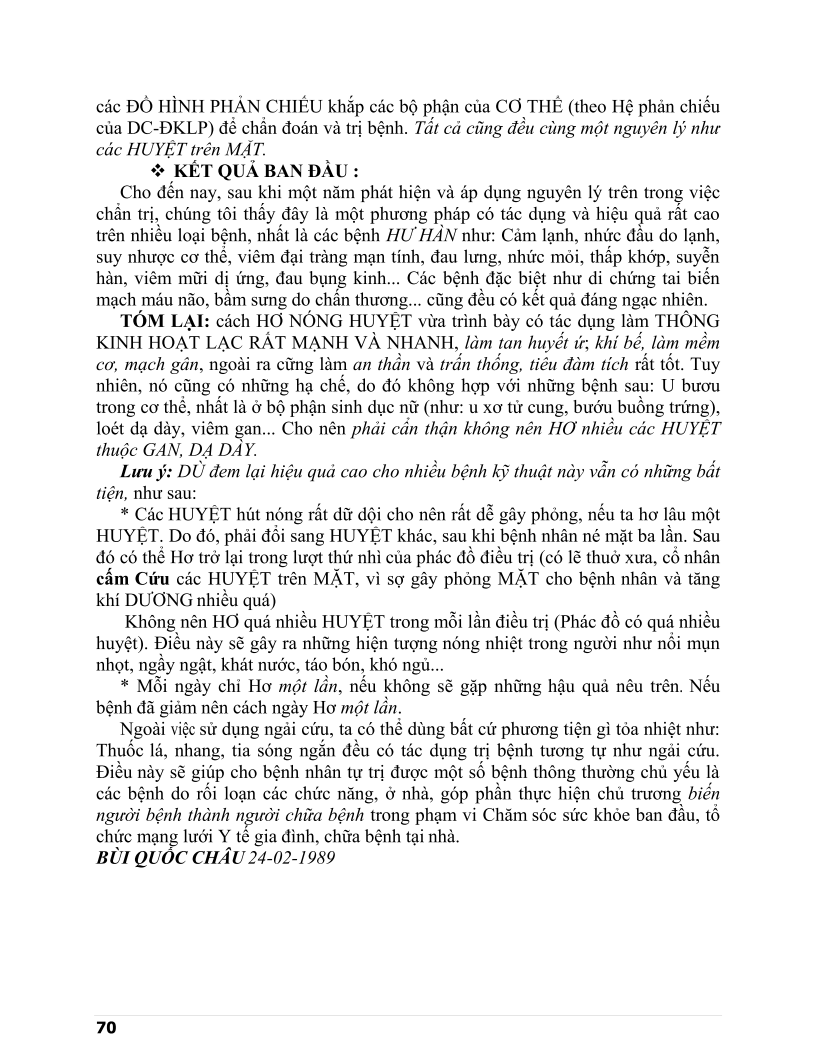 các ĐỒ HÌNH PHẢN CHIẾU khắp các bộ phận của CƠ THỂ (theo Hệ phản chiếu
của DC-ĐKLP) để chẩn đoán và trị bệnh. Tất cả cũng đều cùng một nguyên lý như
các HUYỆT trên MẶT.
❖ KẾT QUẢ BAN ĐẦU :
Cho đến nay, sau khi một năm phát hiện và áp dụng nguyên lý trên trong việc
chẩn trị, chúng tôi thấy đây là một phương pháp có tác dụng và hiệu quả rất cao
trên nhiều loại bệnh, nhất là các bệnh HƯ HÀN như: Cảm lạnh, nhức đầu do lạnh,
suy nhược cơ thể, viêm đại tràng mạn tính, đau lưng, nhức mỏi, thấp khớp, suyễn
hàn, viêm mũi dị ứng, đau bụng kinh... Các bệnh đặc biệt như di chứng tai biến
mạch máu não, bầm sưng do chấn thương... cũng đều có kết quả đáng ngạc nhiên.
TÓM LẠI: cách HƠ NÓNG HUYỆT vừa trình bày có tác dụng làm THÔNG
KINH HOẠT LẠC RẤT MẠNH VÀ NHANH, làm tan huyết ứ; khí bế, làm mềm
cơ, mạch gân, ngoài ra cững làm an thần và trấn thống, tiêu đàm tích rất tốt. Tuy
nhiên, nó cũng có những hạ chế, do đó không hợp với những bệnh sau: U bươu
trong cơ thể, nhất là ở bộ phận sinh dục nữ (như: u xơ tử cung, bướu buồng trứng),
loét dạ dày, viêm gan... Cho nên phải cẩn thận không nên HƠ nhiều các HUYỆT
thuộc GAN, DẠ DÀY.
Lưu ý: DÙ đem lại hiệu quả cao cho nhiều bệnh kỹ thuật này vẫn có những bất
tiện, như sau:
* Các HUYỆT hút nóng rất dữ dội cho nên rất dễ gây phỏng, nếu ta hơ lâu một
HUYỆT. Do đó, phải đổi sang HUYỆT khác, sau khi bệnh nhân né mặt ba lần. Sau
đó có thể Hơ trở lại trong lượt thứ nhì của phác đồ điều trị (có lẽ thuở xưa, cổ nhân
cấm Cứu các HUYỆT trên MẶT, vì sợ gây phỏng MẶT cho bệnh nhân và tăng
khí DƯƠNG nhiều quá)
Không nên HƠ quá nhiều HUYỆT trong mỗi lần điều trị (Phác đồ có quá nhiều
huyệt). Điều này sẽ gây ra những hiện tượng nóng nhiệt trong người như nổi mụn
nhọt, ngầy ngật, khát nước, táo bón, khó ngủ...
* Mỗi ngày chỉ Hơ một lần, nếu không sẽ gặp những hậu quả nêu trên. Nếu
bệnh đã giảm nên cách ngày Hơ một lần.
Ngoài việc sử dụng ngải cứu, ta có thể dùng bất cứ phương tiện gì tỏa nhiệt như:
Thuốc lá, nhang, tia sóng ngắn đều có tác dụng trị bệnh tương tự như ngải cứu.
Điều này sẽ giúp cho bệnh nhân tự trị được một số bệnh thông thường chủ yếu là
các bệnh do rối loạn các chức năng, ở nhà, góp phần thực hiện chủ trương biến
người bệnh thành người chữa bệnh trong phạm vi Chăm sóc sức khỏe ban đầu, tổ
chức mạng lưới Y tế gia đình, chữa bệnh tại nhà.
BÙI QUỐC CHÂU 24-02-1989
70